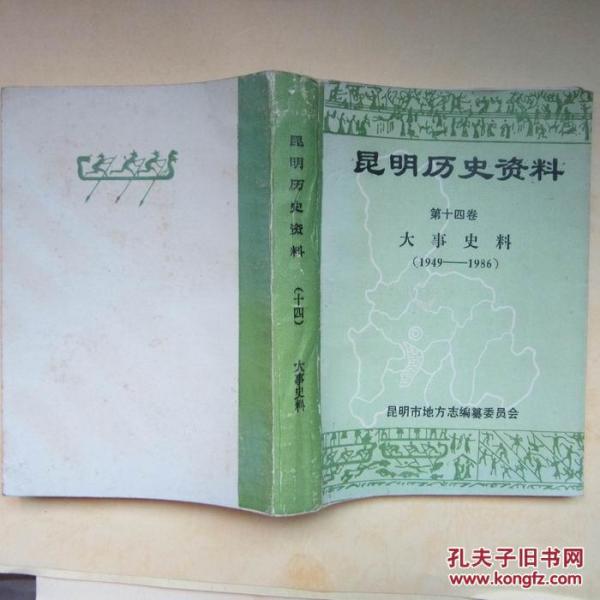 昆明历史资料
第十四卷
大事史料
(1949——1986)
昆明市地方志编纂委员会
昆明历史资料
(十四)
大事史料
孔夫子旧书网
www.kongfz.com